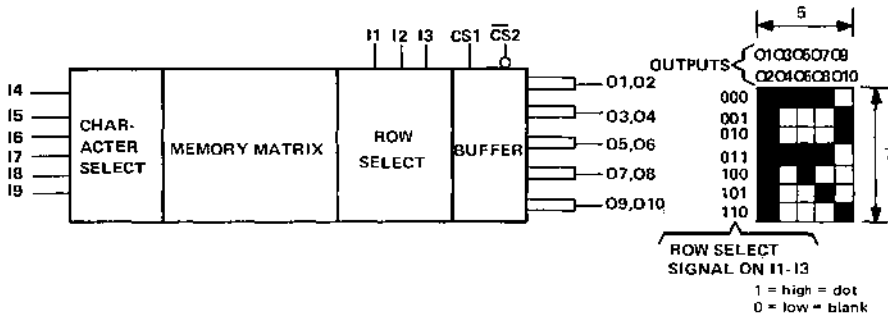 I1 I2 I3 CS1 CS2
I4
I5
I6
I7
I8
I9
CHAR-
ACTER
SELECT
MEMORY MATRIX
ROW
SELECT
BUFFER
O1,O2
O3,O4
O5,O6
O7,O8
O9,O10
5
OUTPUTS
O1O3O5O7O9
O2O4O6O8O10
000
001
010
011
100
101
110
ROW SELECT
SIGNAL ON I1-I3
1 = high = dot
0 = low = blank